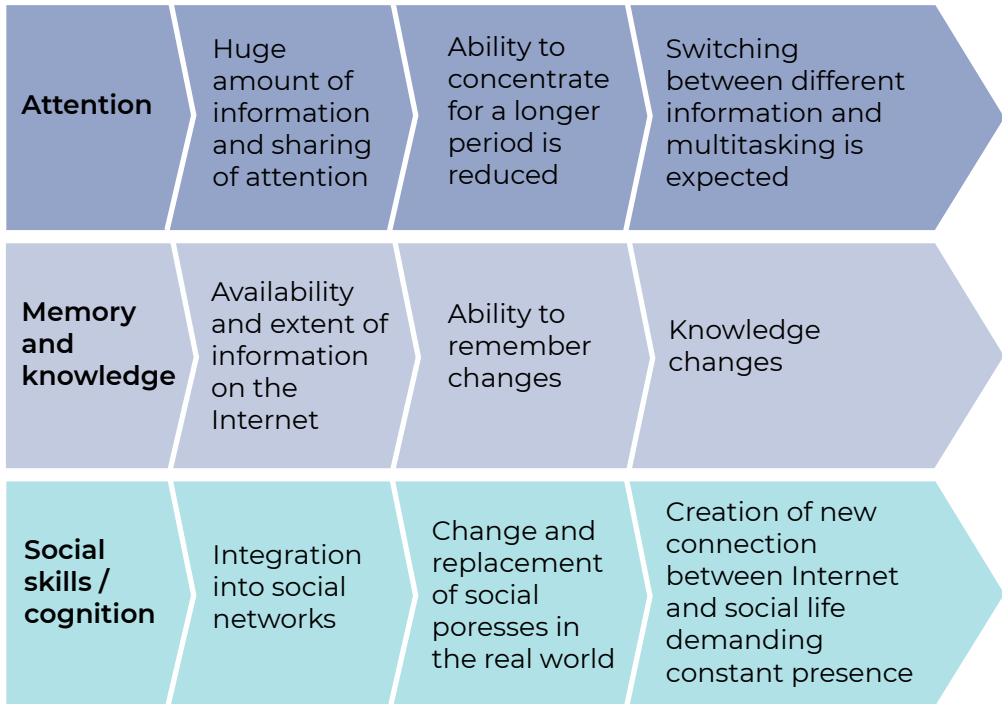 Attention
Huge
amount of
information
and sharing
of attention
Ability to
concentrate
for a longer
period is
reduced
Switching
between different
information and
multitasking is
expected
Memory
and
knowledge
Availability
and extent of
information
on the
Internet
Ability to
remember
changes
Knowledge
changes
Social
skills /
cognition
Integration
into social
networks
Change and
replacement
of social
poresses in
the real world
Creation of new
connection
between Internet
and social life
demanding
constant presence